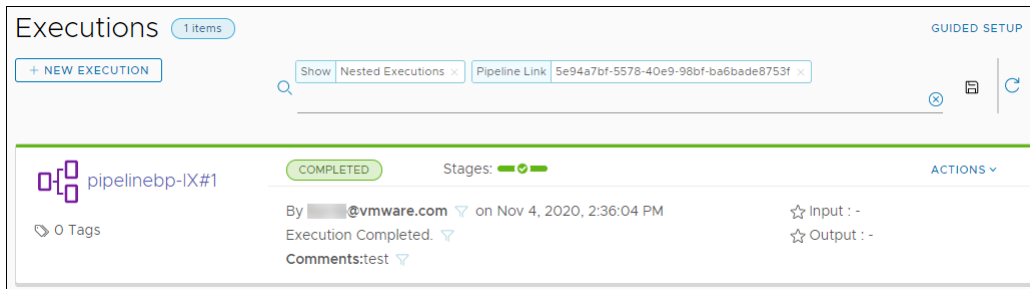 Executions 1 items
GUIDED SETUP
+ NEW EXECUTION
Show Nested Executions × Pipeline Link 5e94a7bf-5578-40e9-98bf-ba6bade8753f ×
pipelinebp-IX#1
0 Tags
COMPLETED Stages: ACTIONS
By @vmware.com on Nov 4, 2020, 2:36:04 PM
Execution Completed.
Comments:test
Input : -
Output : -